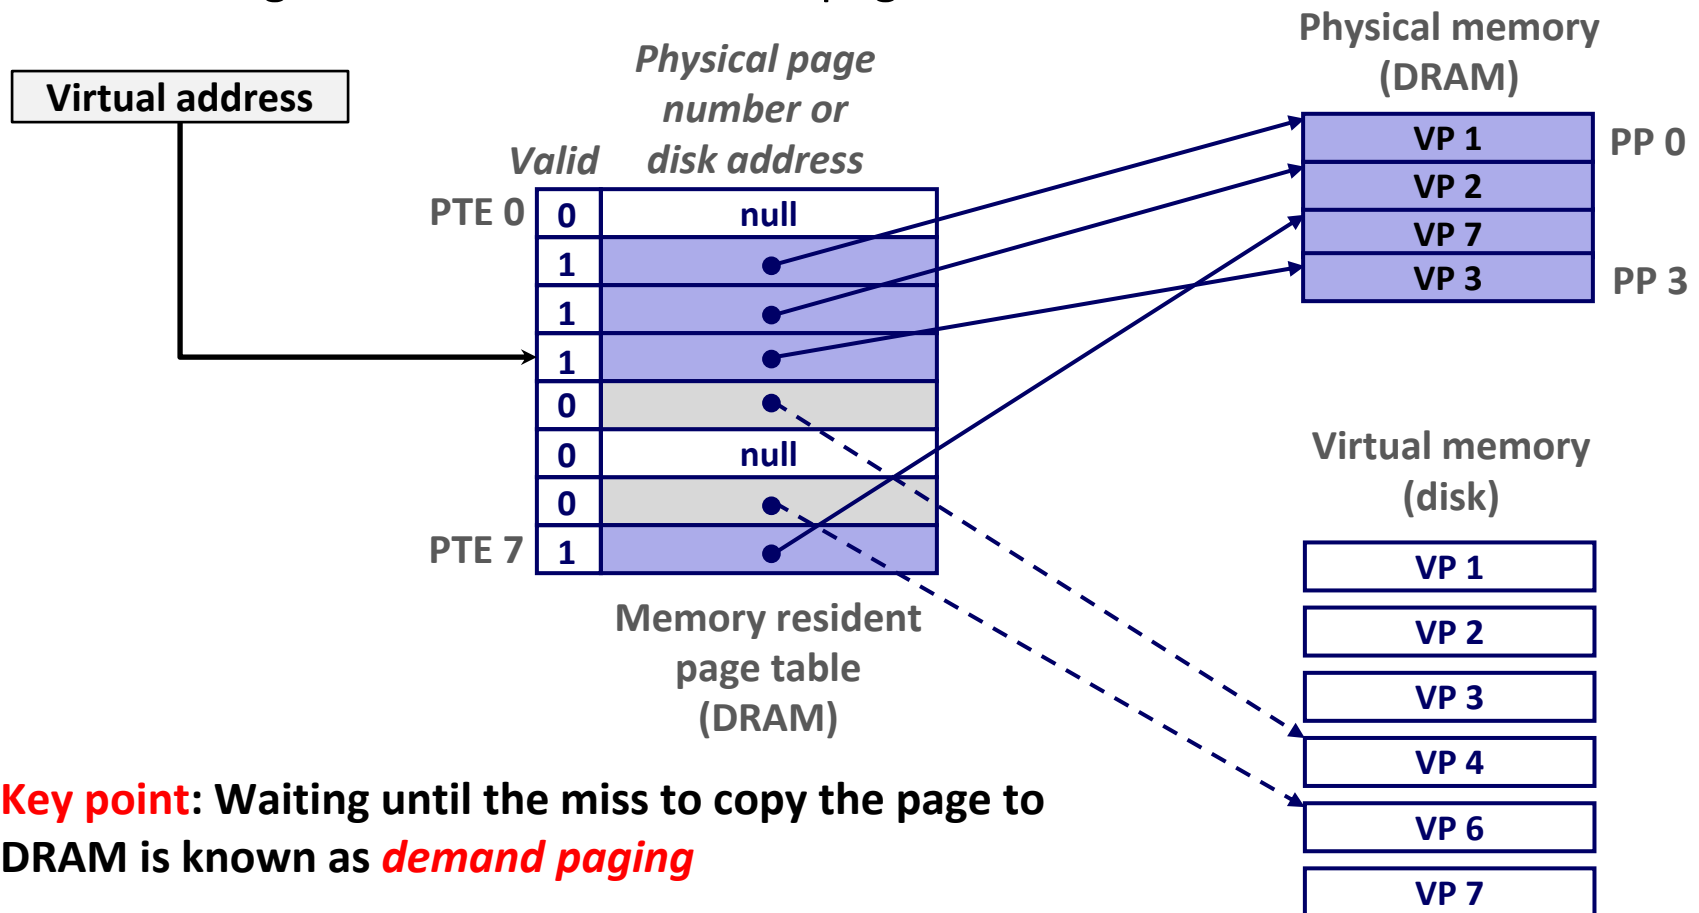 Physical memory
(DRAM)
Virtual address
Physical page
number or
disk address
Valid
PTE 0
0 null
1
1
1
0
0 null
0
PTE 7 1
VP 1 PP 0
VP 2
VP 7
VP 3 PP 3
Memory resident
page table
(DRAM)
Virtual memory
(disk)
VP 1
VP 2
VP 3
VP 4
VP 6
VP 7
Key point: Waiting until the miss to copy the page to
DRAM is known as demand paging